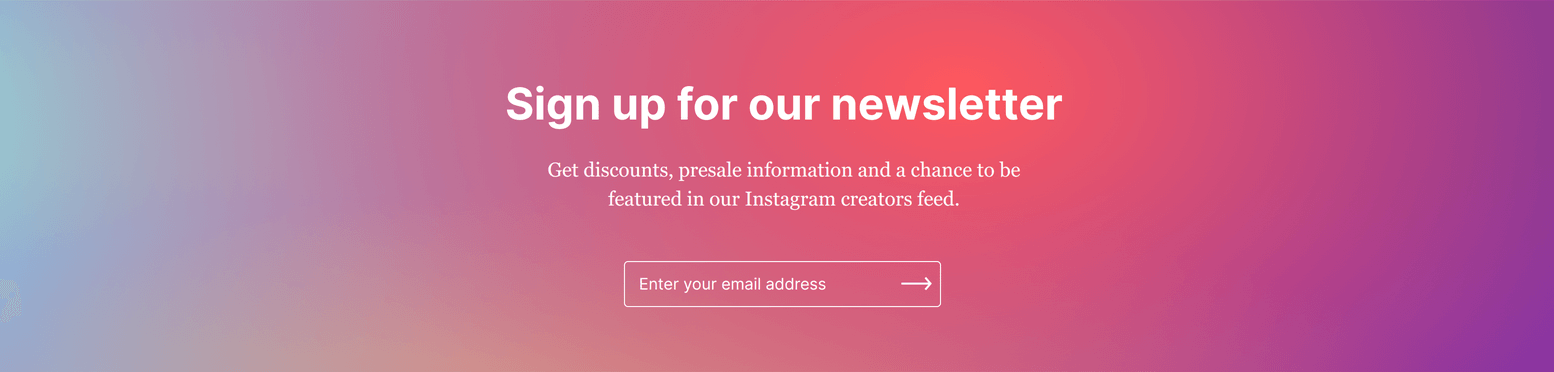 Sign up for our newsletter
Get discounts, presale information and a chance to be
featured in our Instagram creators feed.
Enter your email address